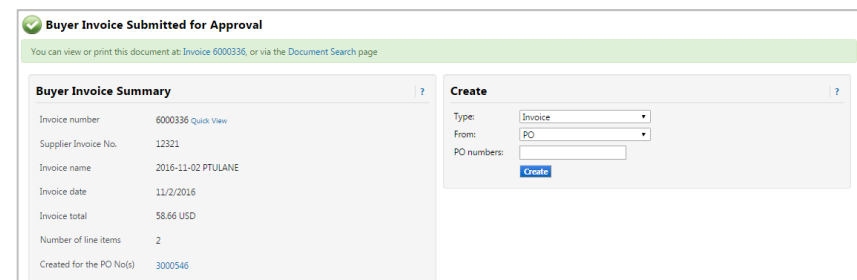 Buyer Invoice Submitted for Approval
You can view or print this document at: Invoice 6000336, or via the Document Search page
Buyer Invoice Summary ?
Invoice number 6000336 Quick View
Supplier Invoice No. 12321
Invoice name 2016-11-02 PTULANE
Invoice date 11/2/2016
Invoice total 58.66 USD
Number of line items 2
Created for the PO No(s) 3000546
Create ?
Type: Invoice
From: PO
PO numbers:
Create